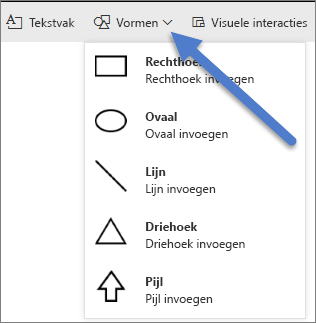 Tekstvak Vormen Visuele interacties
Rechthoek
Rechthoek invoegen
Ovaal
Ovaal invoegen
Lijn
Lijn invoegen
Driehoek
Driehoek invoegen
Pijl
Pijl invoegen